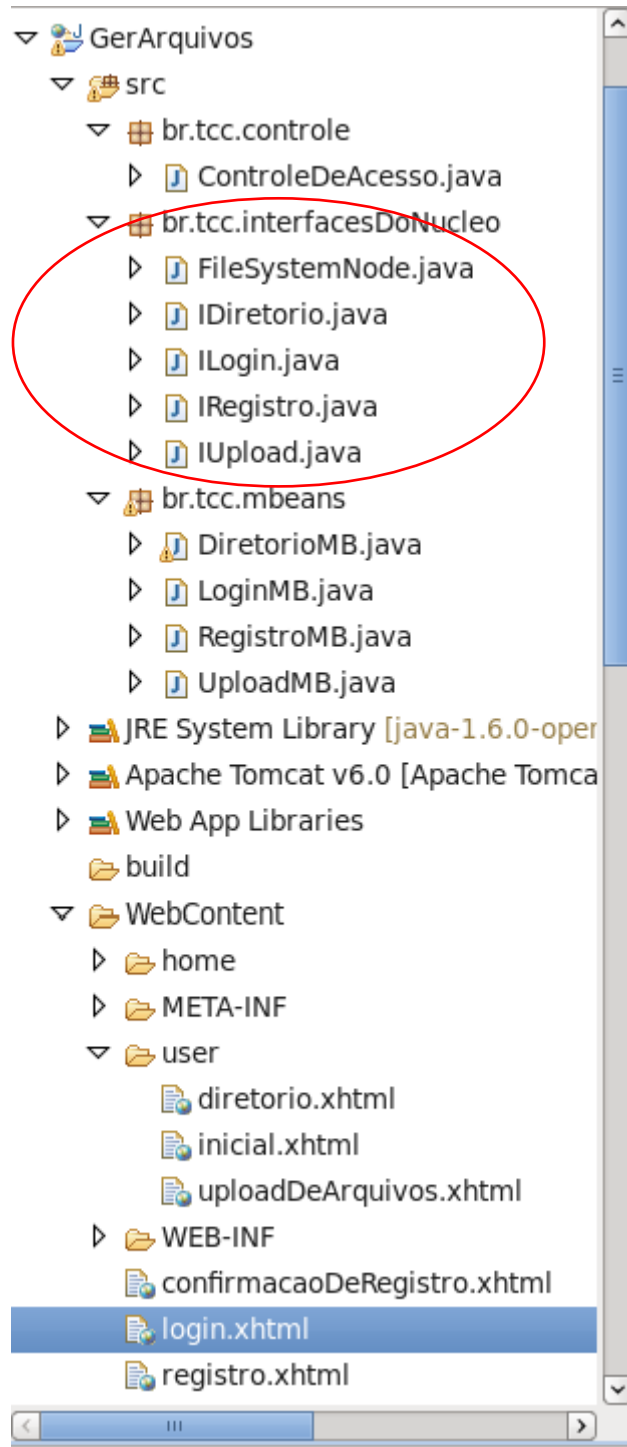 GerArquivos
src
br.tcc.controle
ControleDeAcesso.java
br.tcc.interfacesDoNucleo
FileSystemNode.java
IDiretorio.java
ILogin.java
IRegistro.java
IUpload.java
br.tcc.mbeans
DiretorioMB.java
LoginMB.java
RegistroMB.java
UploadMB.java
JRE System Library [java-1.6.0-oper
Apache Tomcat v6.0 [Apache Tomca
Web App Libraries
build
WebContent
home
META-INF
user
diretorio.xhtml
inicial.xhtml
uploadDeArquivos.xhtml
WEB-INF
confirmacaoDeRegistro.xhtml
login.xhtml
registro.xhtml